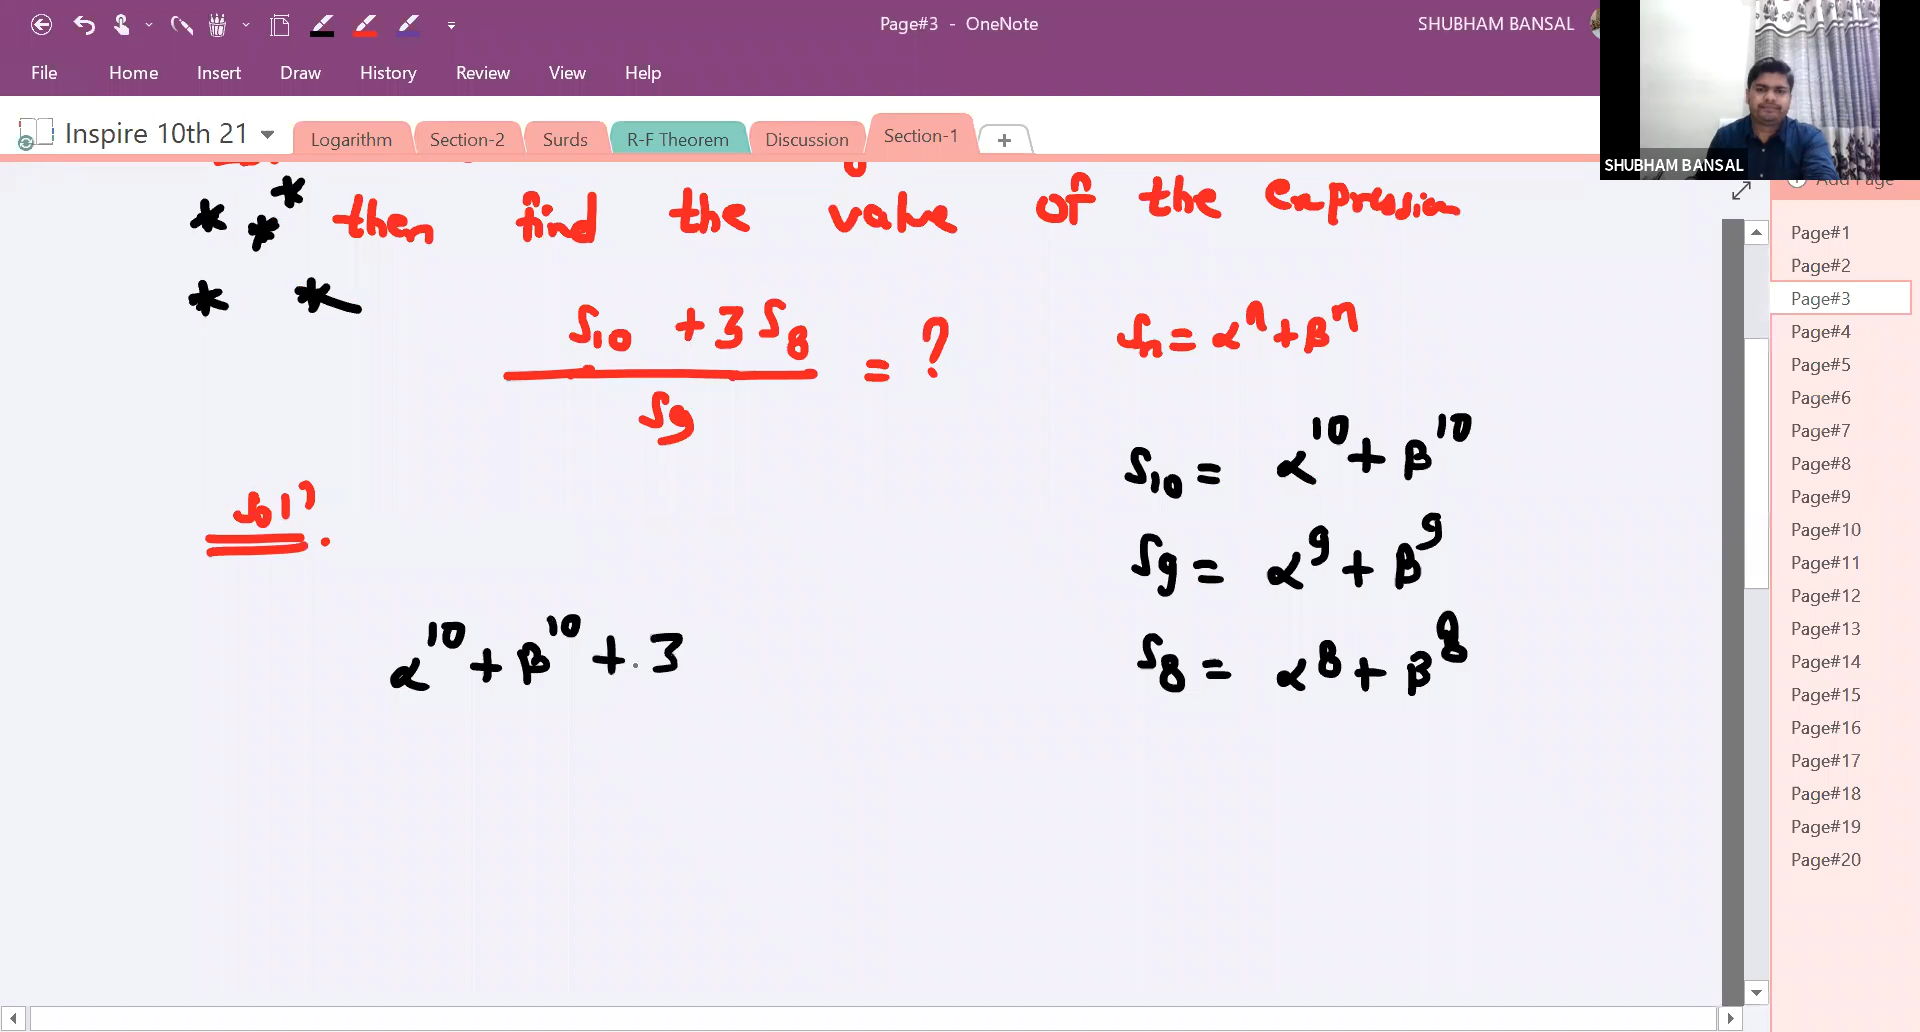 Page#3 - OneNote
SHUBHAM BANSAL
File Home Insert Draw History Review View Help
Inspire 10th 21
Logarithm Section-2 Surds R-F Theorem Discussion Section-1 +
SHUBHAM BANSAL
Add Page
then find the value of the expression
S₁₀ + 3 S₈
/ S₉ = ?
Sₙ = αⁿ + βⁿ
S₁₀ = α¹⁰ + β¹⁰
S₉ = α⁹ + β⁹
S₈ = α⁸ + β⁸
Solⁿ.
α¹⁰ + β¹⁰ + 3
Page#1
Page#2
Page#3
Page#4
Page#5
Page#6
Page#7
Page#8
Page#9
Page#10
Page#11
Page#12
Page#13
Page#14
Page#15
Page#16
Page#17
Page#18
Page#19
Page#20